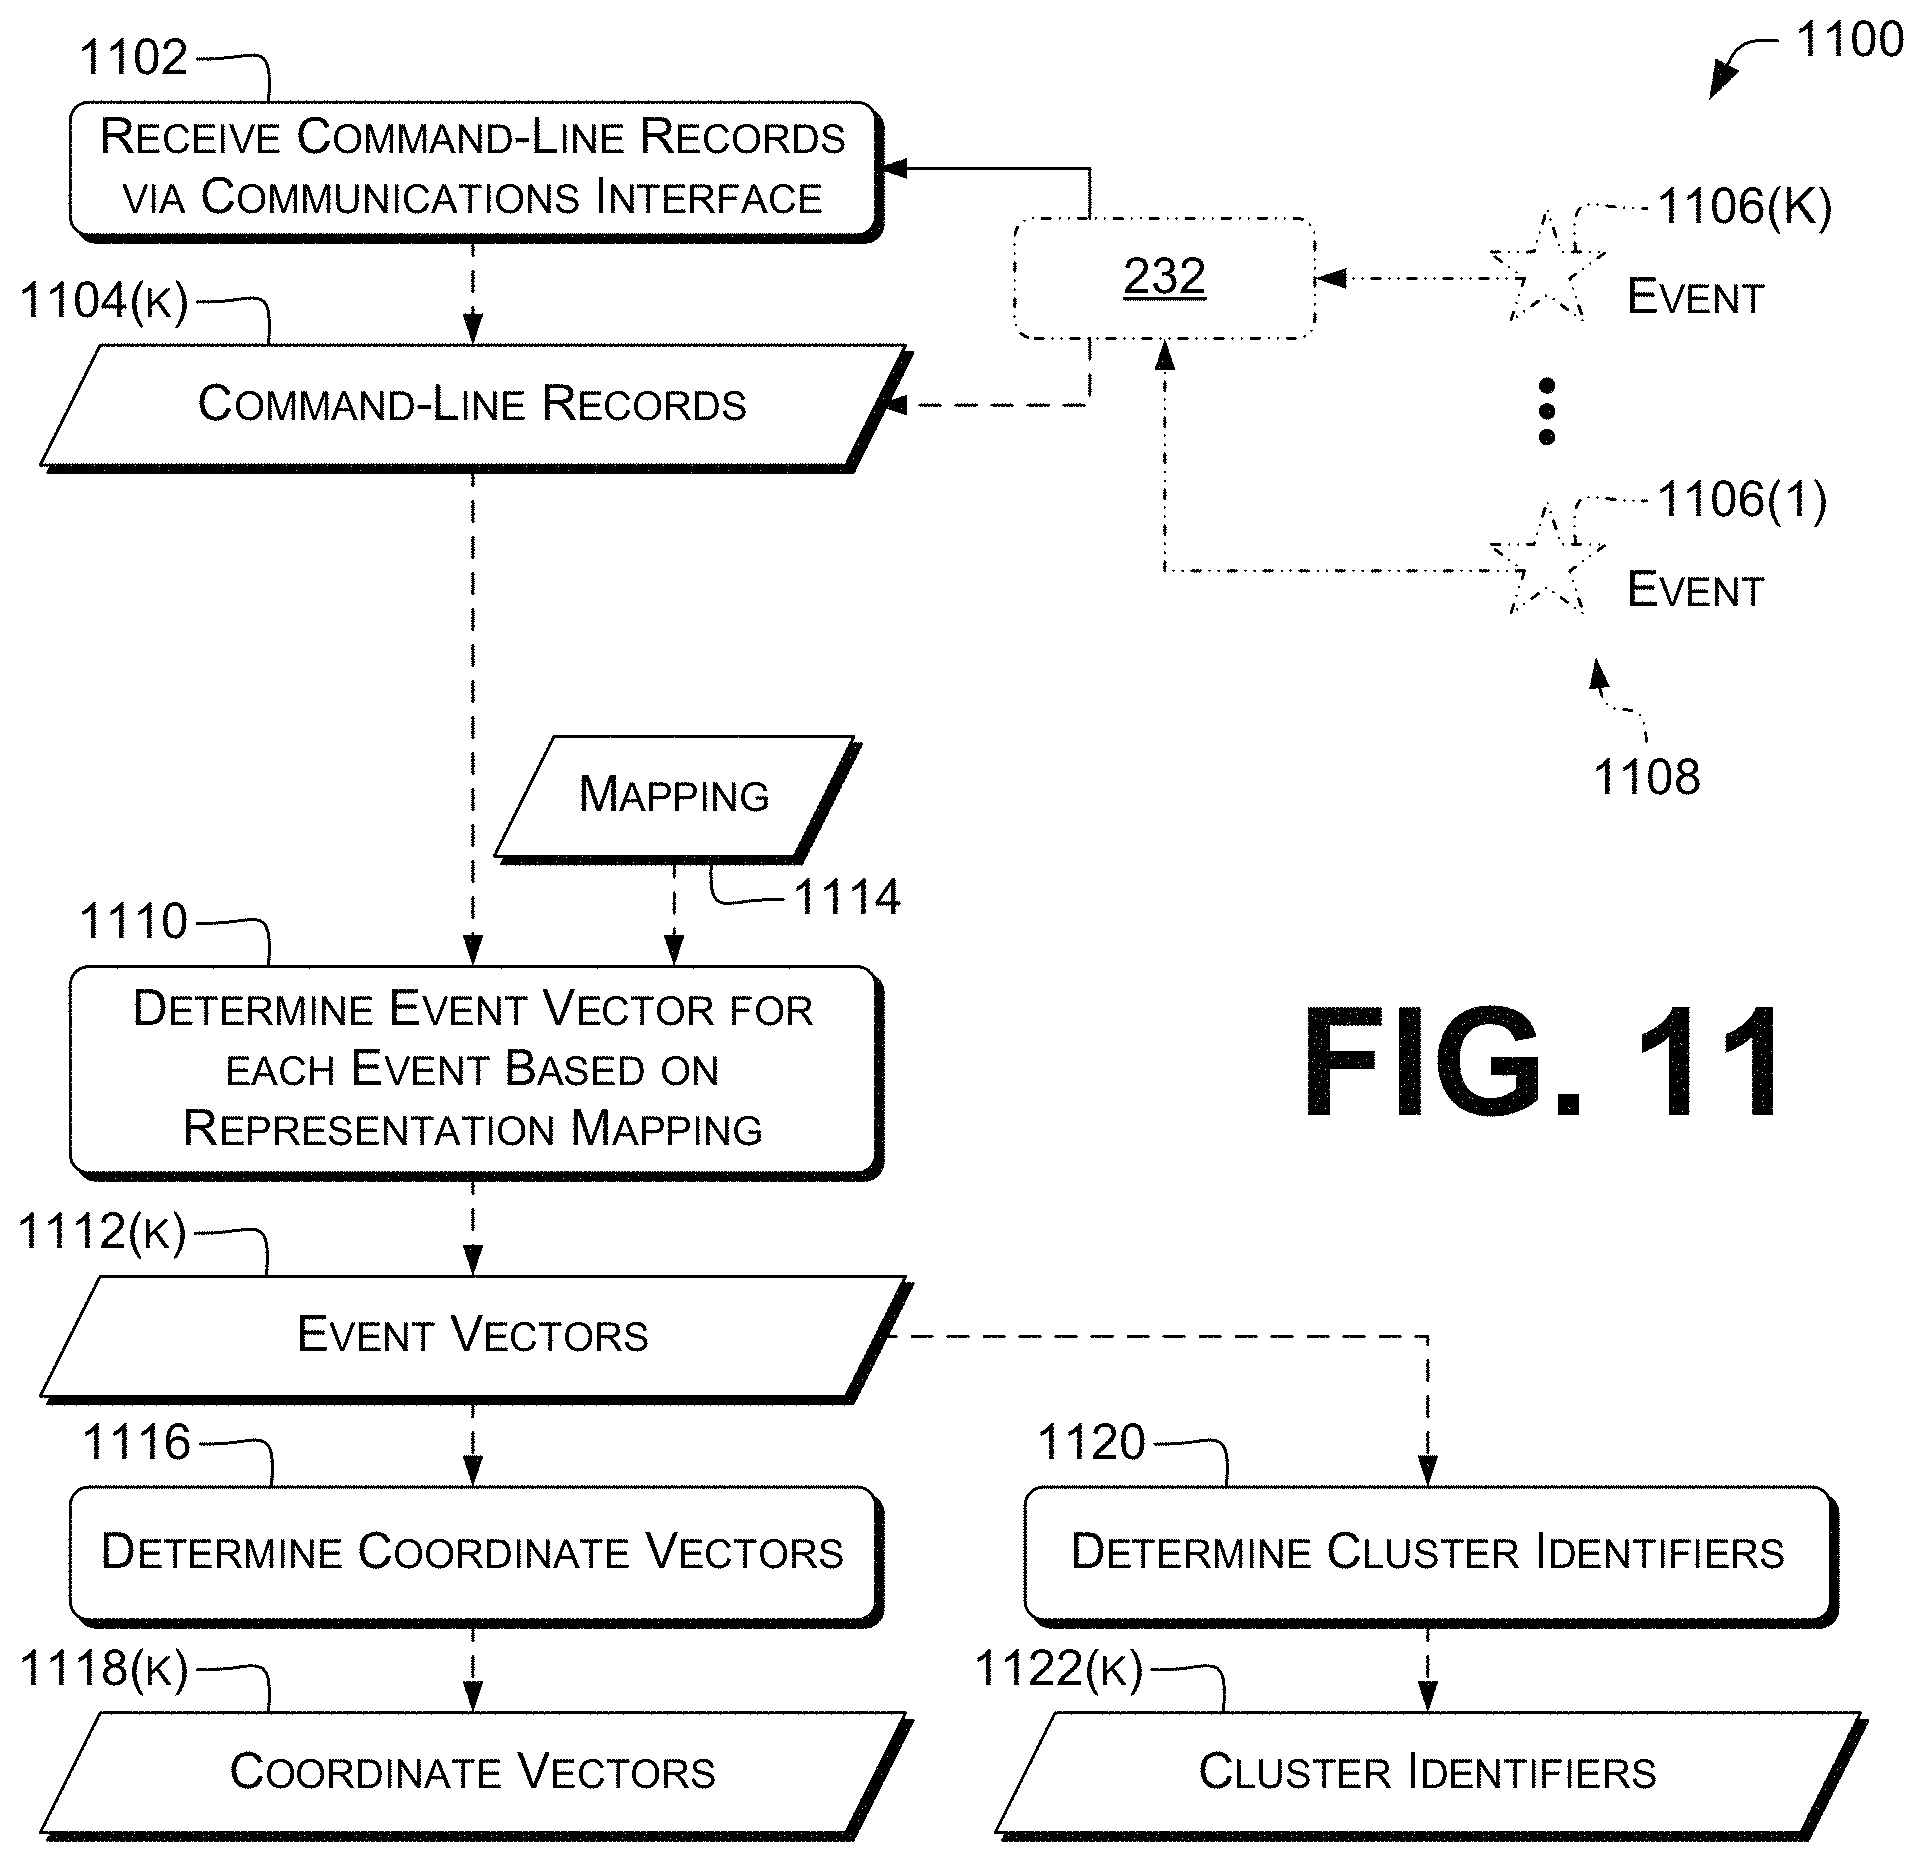 1100
1102
RECEIVE COMMAND-LINE RECORDS
VIA COMMUNICATIONS INTERFACE
1106(K)
232
EVENT
1104(K)
COMMAND-LINE RECORDS
1106(1)
EVENT
1108
MAPPING
1114
1110
DETERMINE EVENT VECTOR FOR
EACH EVENT BASED ON
REPRESENTATION MAPPING
FIG. 11
1112(K)
EVENT VECTORS
1116
DETERMINE COORDINATE VECTORS
1120
DETERMINE CLUSTER IDENTIFIERS
1118(K)
COORDINATE VECTORS
1122(K)
CLUSTER IDENTIFIERS